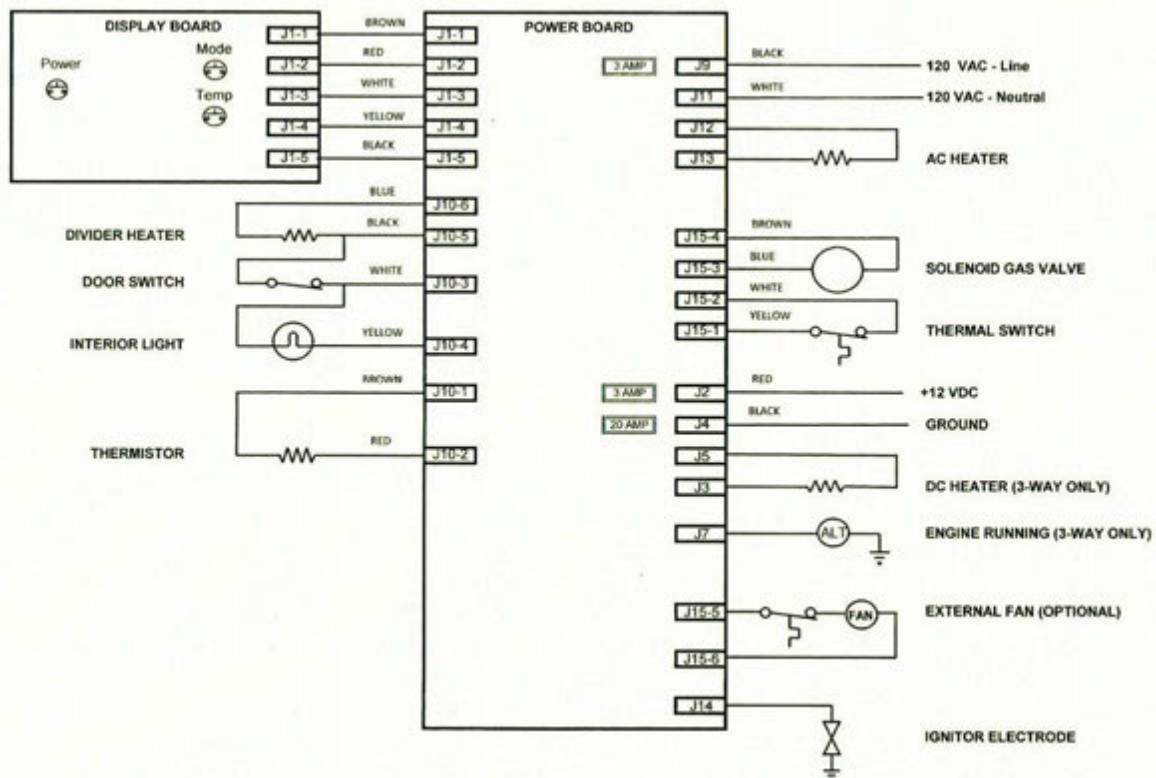 DISPLAY BOARD
Power
Mode
Temp
J1-1
J1-2
J1-3
J1-4
J1-5
BROWN
RED
WHITE
YELLOW
BLACK
POWER BOARD
J1-1
J1-2
J1-3
J1-4
J1-5
BLUE
J10-6
DIVIDER HEATER
BLACK
J10-5
DOOR SWITCH
WHITE
J10-3
INTERIOR LIGHT
YELLOW
J10-4
BROWN
J10-1
THERMISTOR
RED
J10-2
3 AMP
J9
BLACK
120 VAC - Line
J11
WHITE
120 VAC - Neutral
J12
J13
AC HEATER
J15-4
BROWN
J15-3
BLUE
SOLENOID GAS VALVE
J15-2
WHITE
J15-1
YELLOW
THERMAL SWITCH
3 AMP
J2
RED
+12 VDC
20 AMP
J4
BLACK
GROUND
J5
J3
DC HEATER (3-WAY ONLY)
J7
ALT
ENGINE RUNNING (3-WAY ONLY)
J15-5
FAN
EXTERNAL FAN (OPTIONAL)
J15-6
J14
IGNITOR ELECTRODE